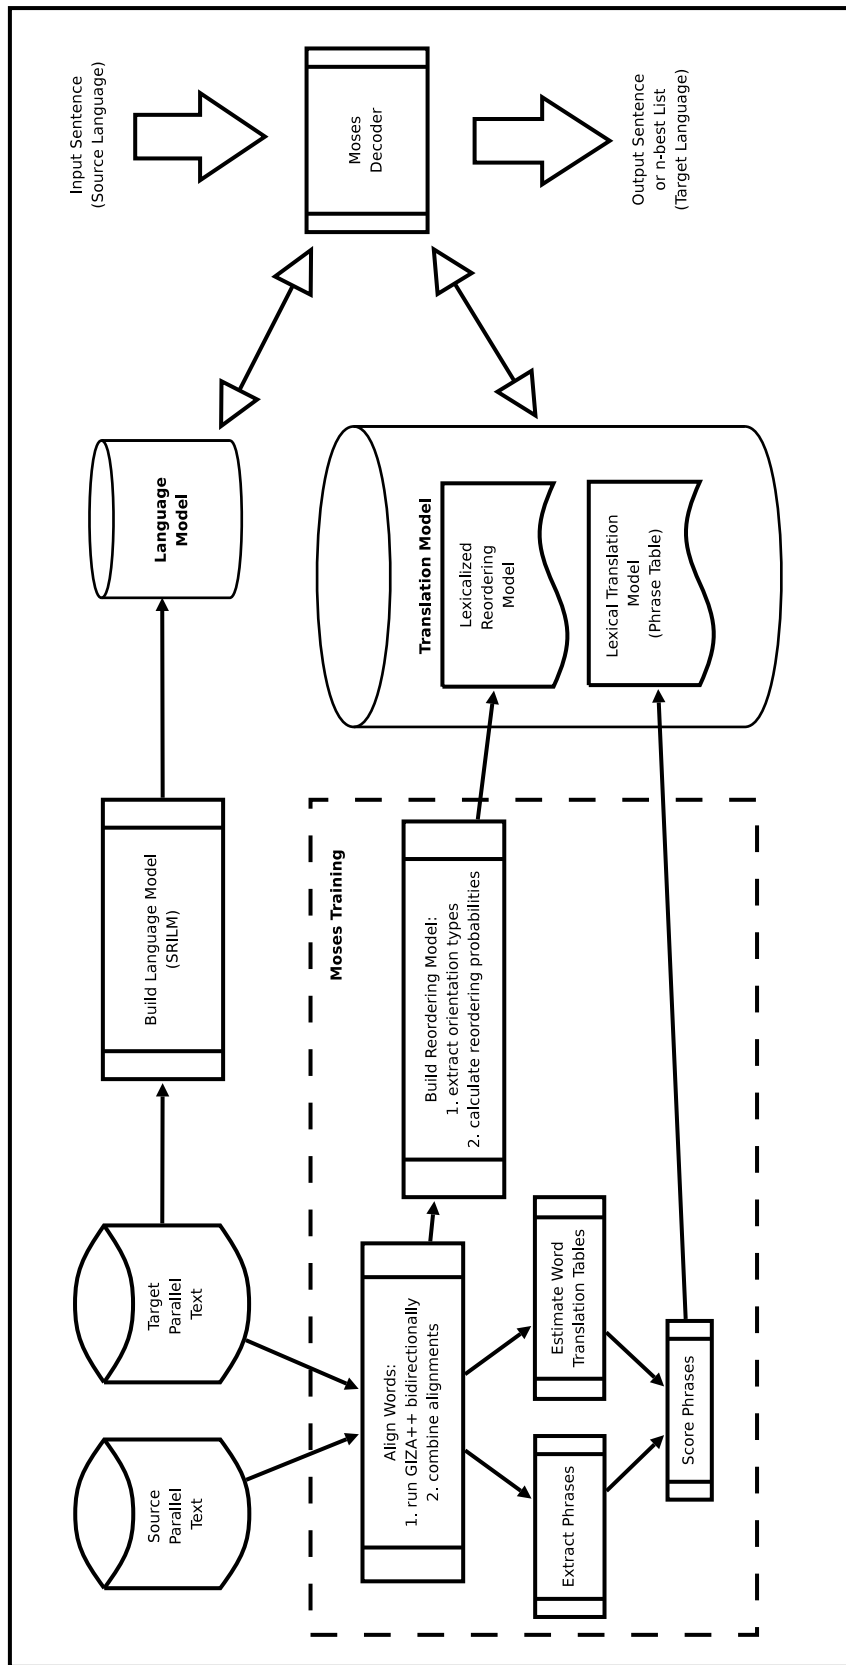 Source
Parallel
Text
Target
Parallel
Text
Build Language Model
(SRILM)
Language
Model
Input Sentence
(Source Language)
Moses
Decoder
Output Sentence
or n-best List
(Target Language)
Moses Training
Align Words:
1. run GIZA++ bidirectionally
2. combine alignments
Build Reordering Model:
1. extract orientation types
2. calculate reordering probabilities
Extract Phrases
Estimate Word
Translation Tables
Score Phrases
Translation Model
Lexicalized
Reordering
Model
Lexical Translation
Model
(Phrase Table)